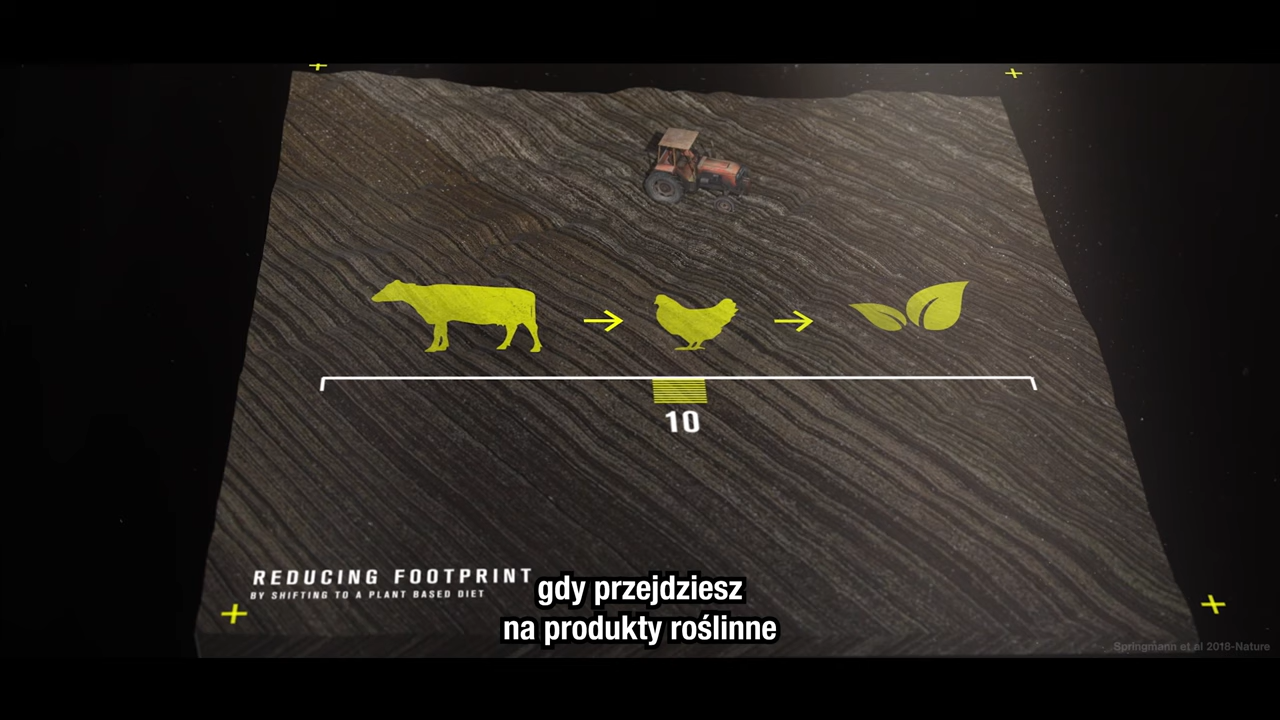 10
REDUCING FOOTPRINT
BY SHIFTING TO A PLANT BASED DIET
gdy przejdziesz
na produkty roślinne
Springmann et al 2018-Nature